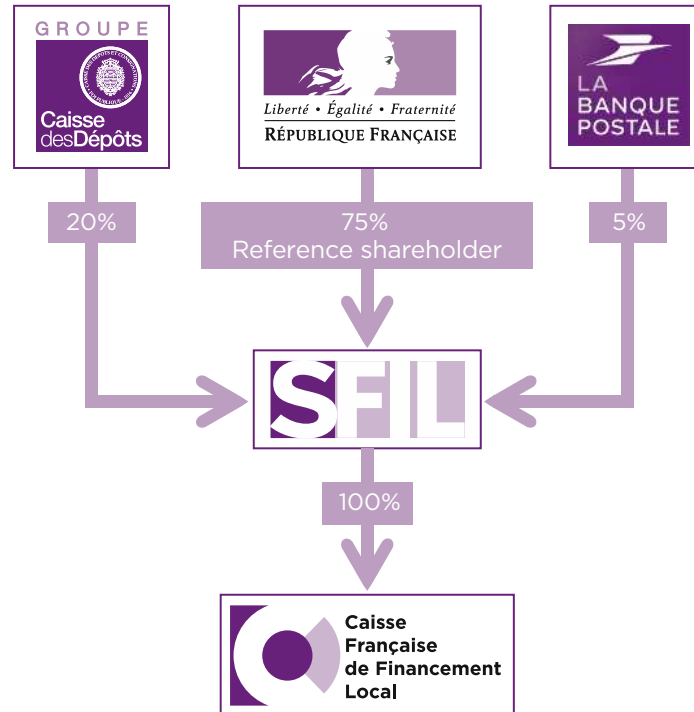 GROUPE
Caisse
desDépôts
Liberté • Égalité • Fraternité
RÉPUBLIQUE FRANÇAISE
LA
BANQUE
POSTALE
20%
75%
Reference shareholder
5%
SFIL
100%
Caisse
Française
de Financement
Local